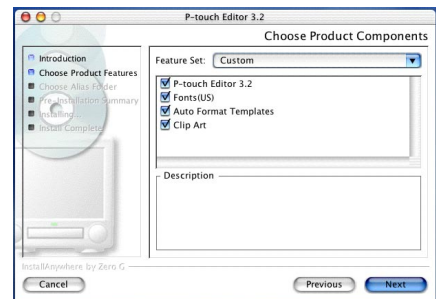 P-touch Editor 3.2
Choose Product Components
Introduction
Choose Product Features
Choose Alias Folder
Pre-Installation Summary
Installing...
Install Complete
Feature Set: Custom
P-touch Editor 3.2
Fonts(US)
Auto Format Templates
Clip Art
Description
InstallAnywhere by Zero G
Cancel
Previous
Next